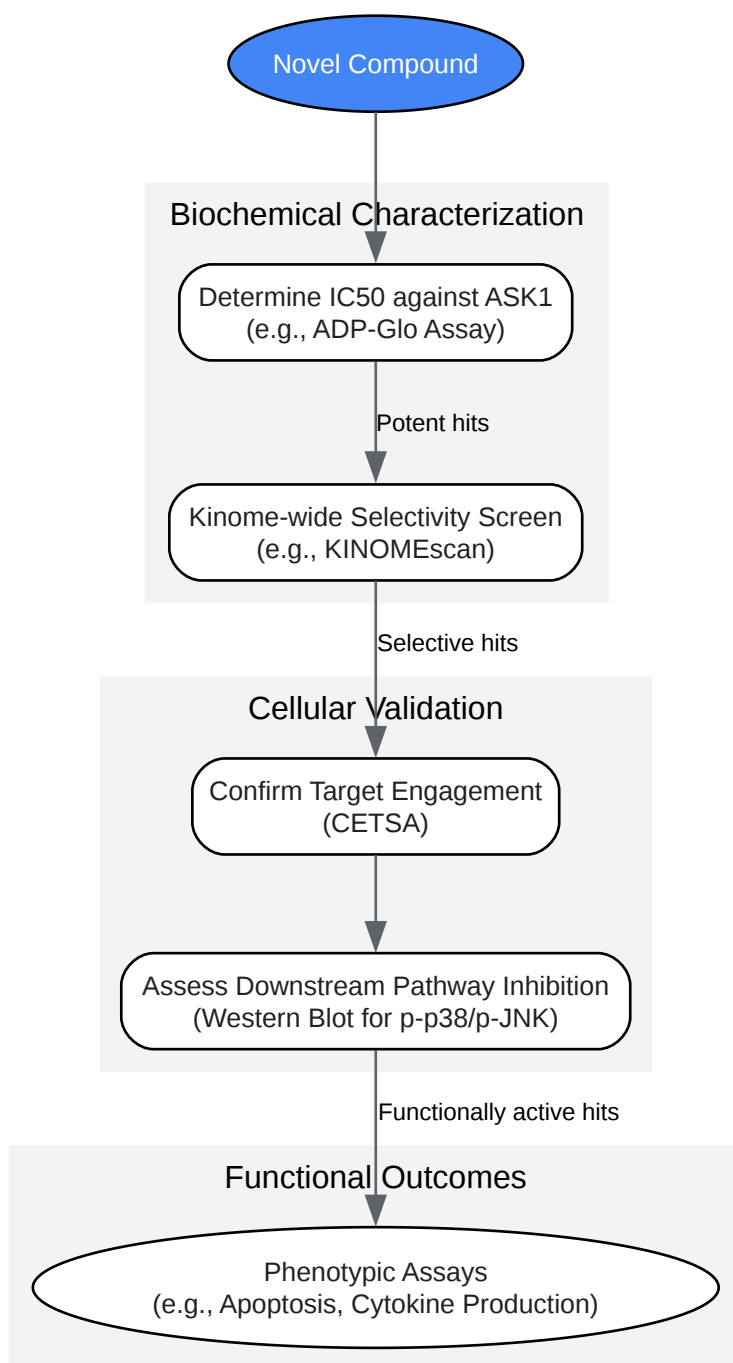 Novel Compound
Biochemical Characterization
Determine IC50 against ASK1
(e.g., ADP-Glo Assay)
Potent hits
Kinome-wide Selectivity Screen
(e.g., KINOMEscan)
Selective hits
Cellular Validation
Confirm Target Engagement
(CETSA)
Assess Downstream Pathway Inhibition
(Western Blot for p-p38/p-JNK)
Functionally active hits
Functional Outcomes
Phenotypic Assays
(e.g., Apoptosis, Cytokine Production)